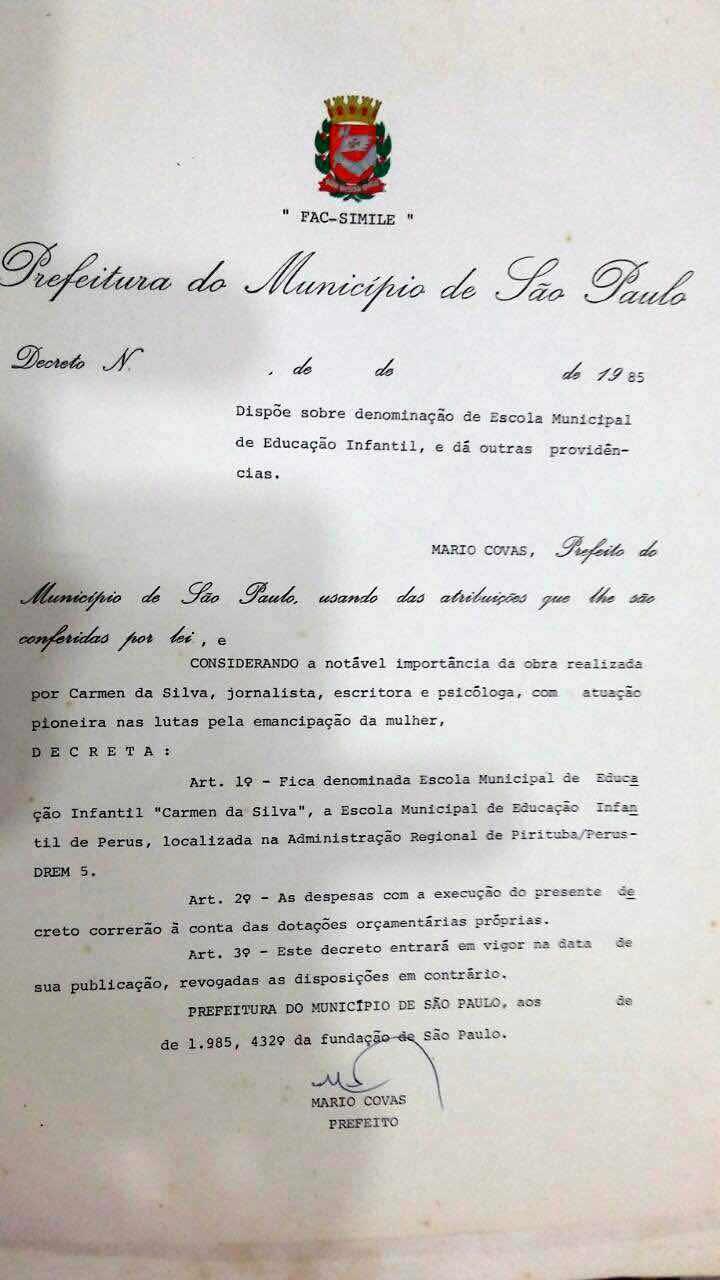 " FAC-SIMILE "
Prefeitura do Município de São Paulo
Decreto N. , de de de 1985
Dispõe sobre denominação de Escola Municipal
de Educação Infantil, e dá outras providên-
cias.
MARIO COVAS, Prefeito do
Município de São Paulo, usando das atribuições que lhe são
conferidas por lei, e
CONSIDERANDO a notável importância da obra realizada
por Carmen da Silva, jornalista, escritora e psicóloga, com atuação
pioneira nas lutas pela emancipação da mulher,
D E C R E T A :
Art. 1º - Fica denominada Escola Municipal de Educa
ção Infantil "Carmen da Silva", a Escola Municipal de Educação Infan
til de Perus, localizada na Administração Regional de Pirituba/Perus-
DREM 5.
Art. 2º - As despesas com a execução do presente de
creto correrão à conta das dotações orçamentárias próprias.
Art. 3º - Este decreto entrará em vigor na data de
sua publicação, revogadas as disposições em contrário.
PREFEITURA DO MUNICÍPIO DE SÃO PAULO, aos de
de 1.985, 432º da fundação de São Paulo.
MARIO COVAS
PREFEITO